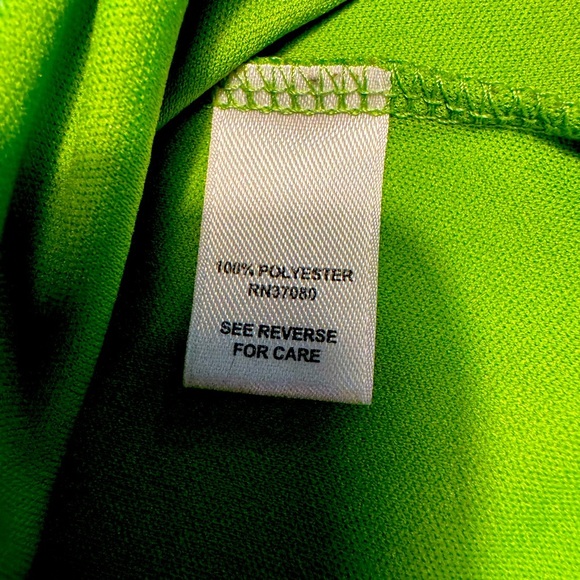 100% POLYESTER
RN37080
SEE REVERSE
FOR CARE